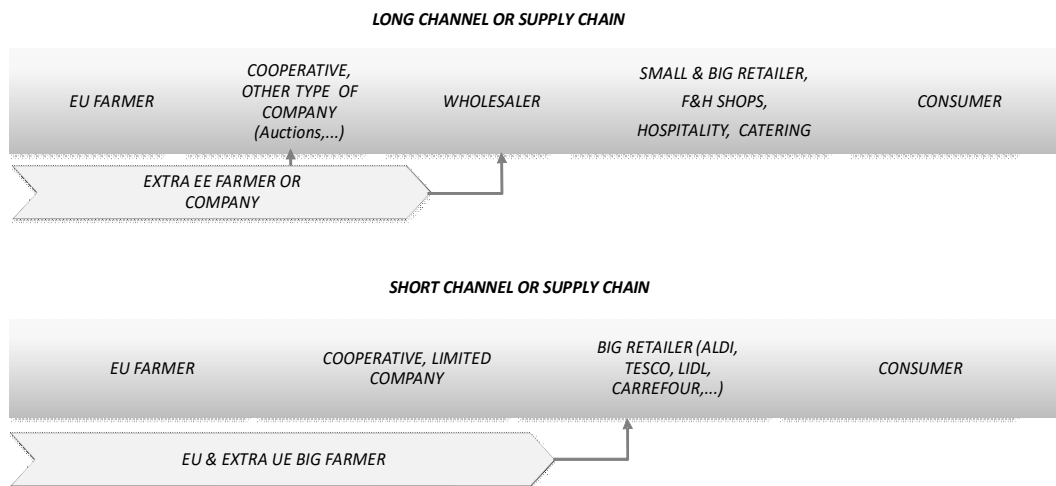 LONG CHANNEL OR SUPPLY CHAIN
EU FARMER
COOPERATIVE,
OTHER TYPE OF
COMPANY
(Auctions,...)
WHOLESALER
SMALL & BIG RETAILER,
F&H SHOPS,
HOSPITALITY, CATERING
CONSUMER
EXTRA EE FARMER OR
COMPANY
SHORT CHANNEL OR SUPPLY CHAIN
EU FARMER
COOPERATIVE, LIMITED
COMPANY
BIG RETAILER (ALDI,
TESCO, LIDL,
CARREFOUR,...)
CONSUMER
EU & EXTRA UE BIG FARMER